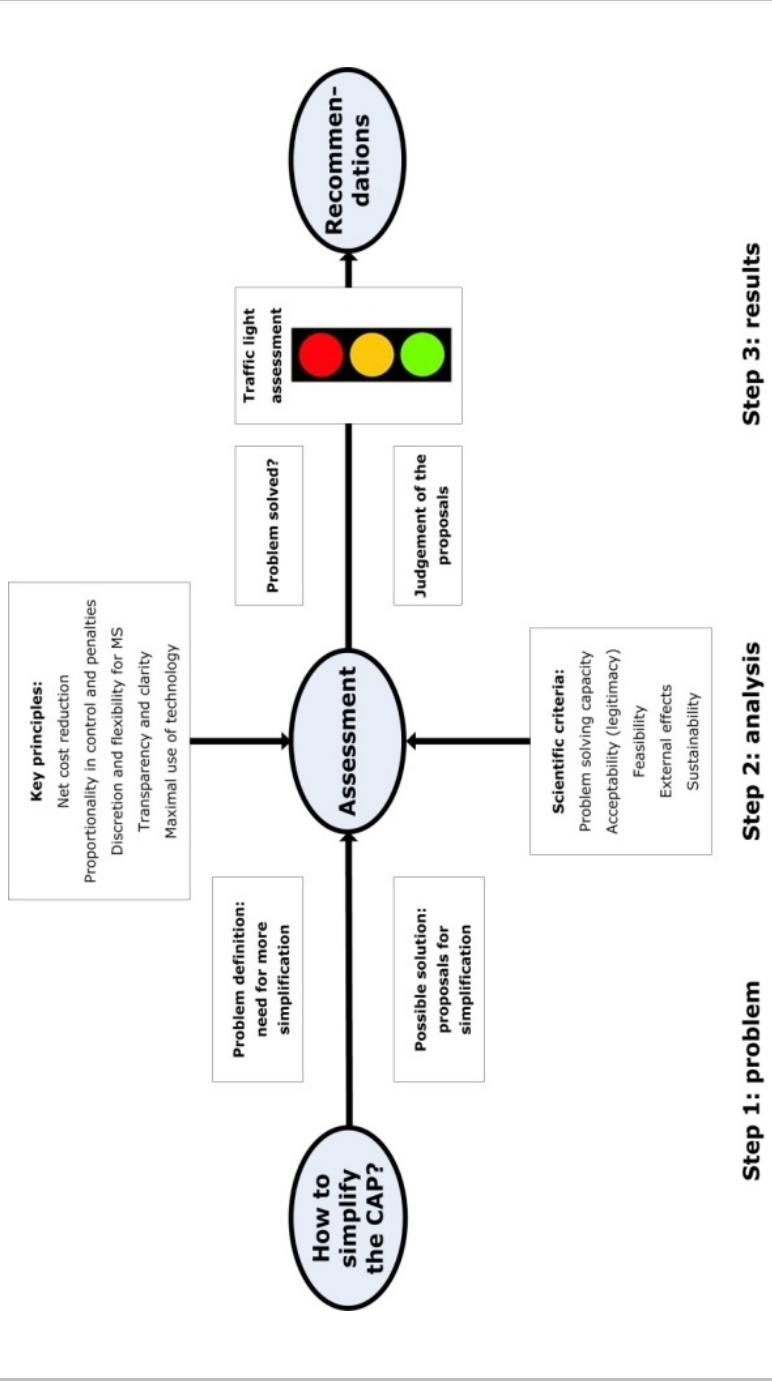 Key principles:
Net cost reduction
Proportionality in control and penalties
Discretion and flexibility for MS
Transparency and clarity
Maximal use of technology
Problem definition:
need for more
simplification
Problem solved?
Traffic light
assessment
How to
simplify
the CAP?
Assessment
Recommen-
dations
Possible solution:
proposals for
simplification
Judgement of the
proposals
Scientific criteria:
Problem solving capacity
Acceptability (legitimacy)
Feasibility
External effects
Sustainability
Step 1: problem
Step 2: analysis
Step 3: results